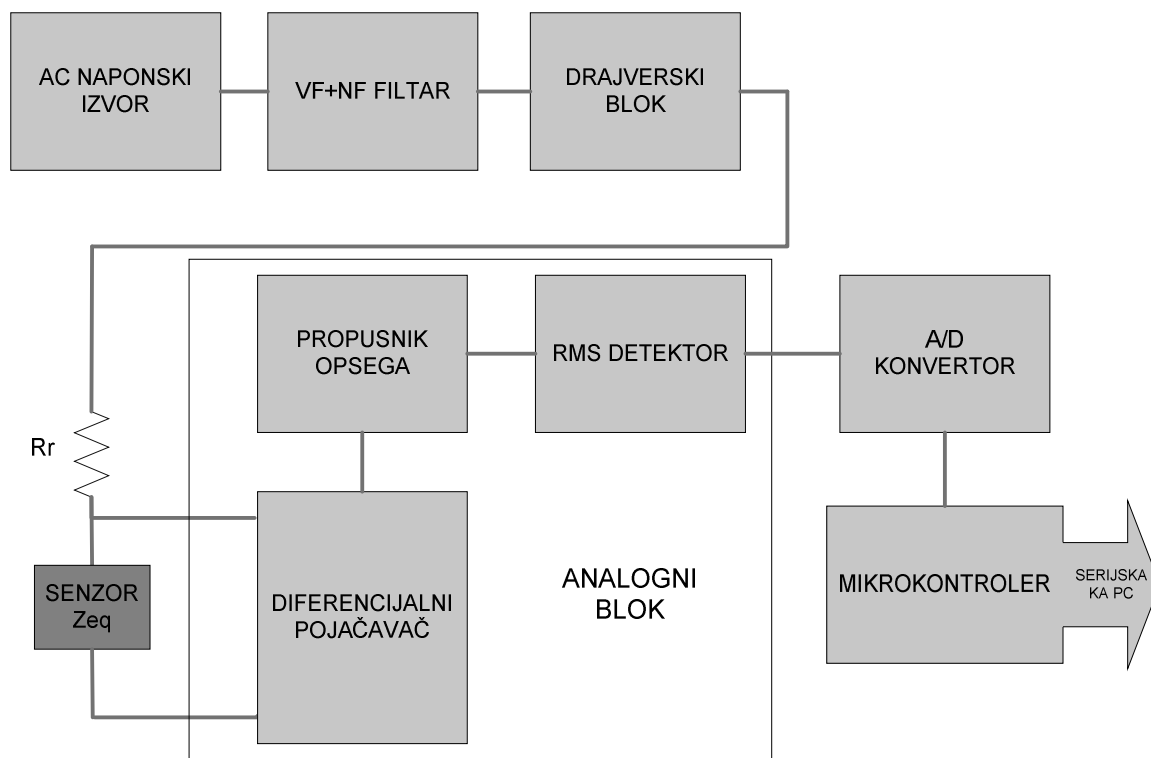 AC NAPONSKI
IZVOR
VF+NF FILTAR
DRAJVERSKI
BLOK
PROPUSNIK
OPSEGA
RMS DETEKTOR
A/D
KONVERTOR
Rr
SENZOR
Zeq
DIFERENCIJALNI
POJAČAVAČ
ANALOGNI
BLOK
MIKROKONTROLER
SERIJSKA
KA PC